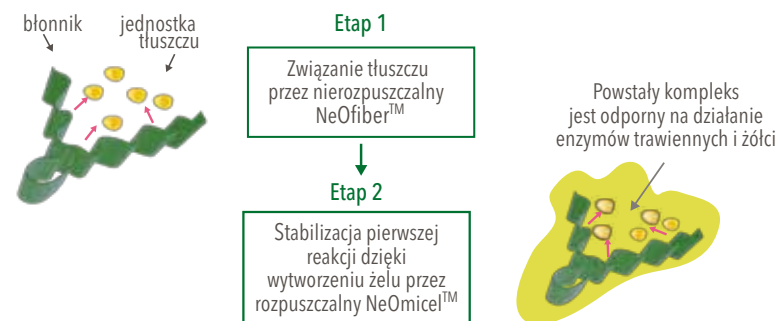 błonnik
jednostka
tłuszczu
Etap 1
Związanie tłuszczu
przez nierozpuszczalny
NeOfiber™
Etap 2
Stabilizacja pierwszej
reakcji dzięki
wytworzeniu żelu przez
rozpuszczalny NeOmicel™
Powstały kompleks
jest odporny na działanie
enzymów trawiennych i żółci